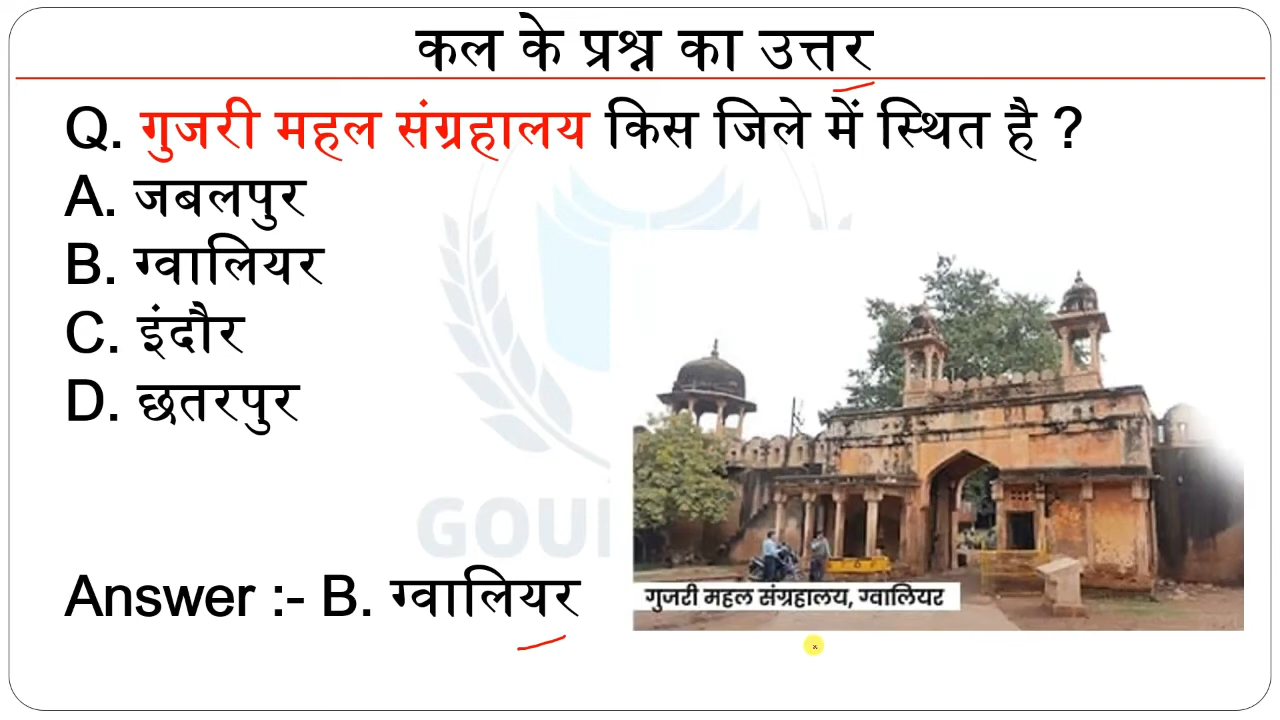 कल के प्रश्न का उत्तर
Q. गुजरी महल संग्रहालय किस जिले में स्थित है ?
A. जबलपुर
B. ग्वालियर
C. इंदौर
D. छतरपुर
Answer :- B. ग्वालियर
गुजरी महल संग्रहालय, ग्वालियर